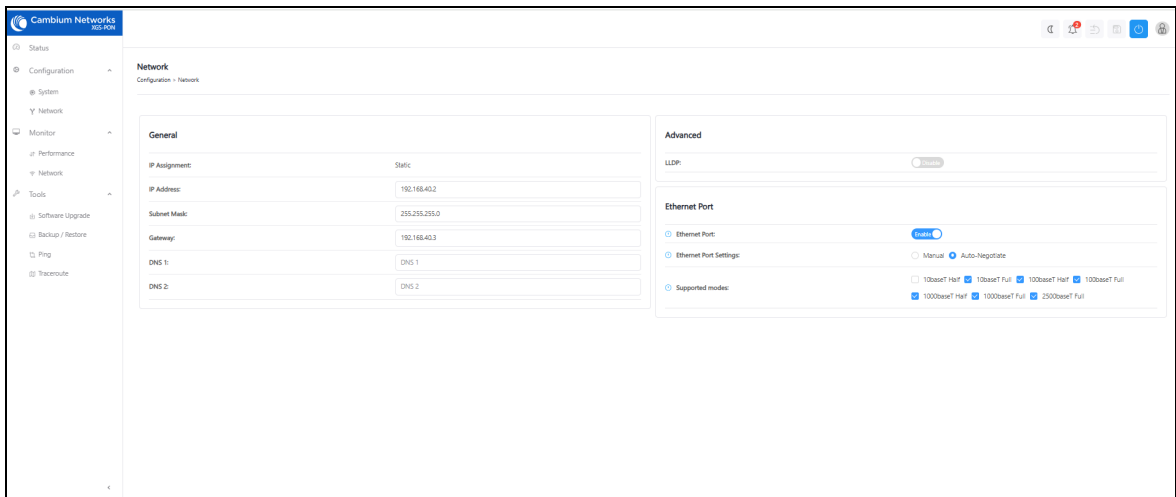 Cambium Networks
XGS-PON
2
Status
Configuration
System
Network
Monitor
Performance
Network
Tools
Software Upgrade
Backup / Restore
Ping
Traceroute
Network
Configuration > Network
General
IP Assignment: Static
IP Address: 192.168.40.2
Subnet Mask: 255.255.255.0
Gateway: 192.168.40.3
DNS 1: DNS 1
DNS 2: DNS 2
Advanced
LLDP: Disable
Ethernet Port
Ethernet Port: Enable
Ethernet Port Settings: Manual Auto-Negotiate
Supported modes: 10baseT Half 10baseT Full 100baseT Half 100baseT Full
1000baseT Half 1000baseT Full 2500baseT Full